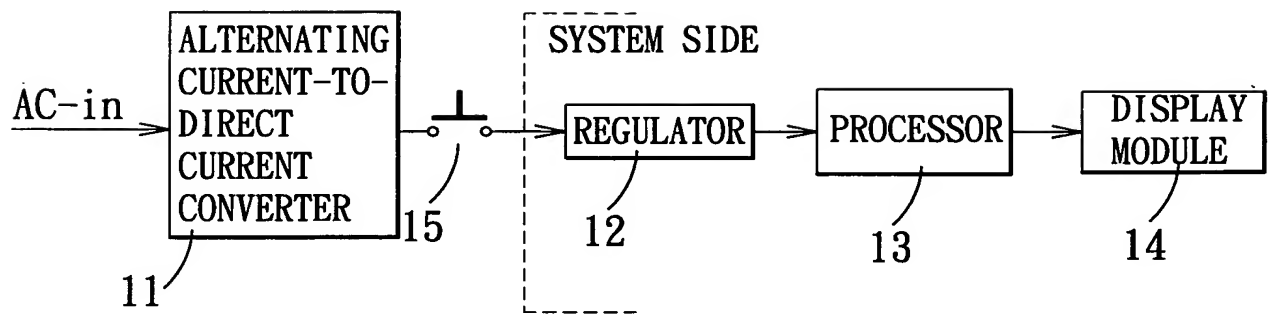 AC-in
ALTERNATING
CURRENT-TO-
DIRECT
CURRENT
CONVERTER
11
15
SYSTEM SIDE
REGULATOR
12
PROCESSOR
13
DISPLAY
MODULE
14